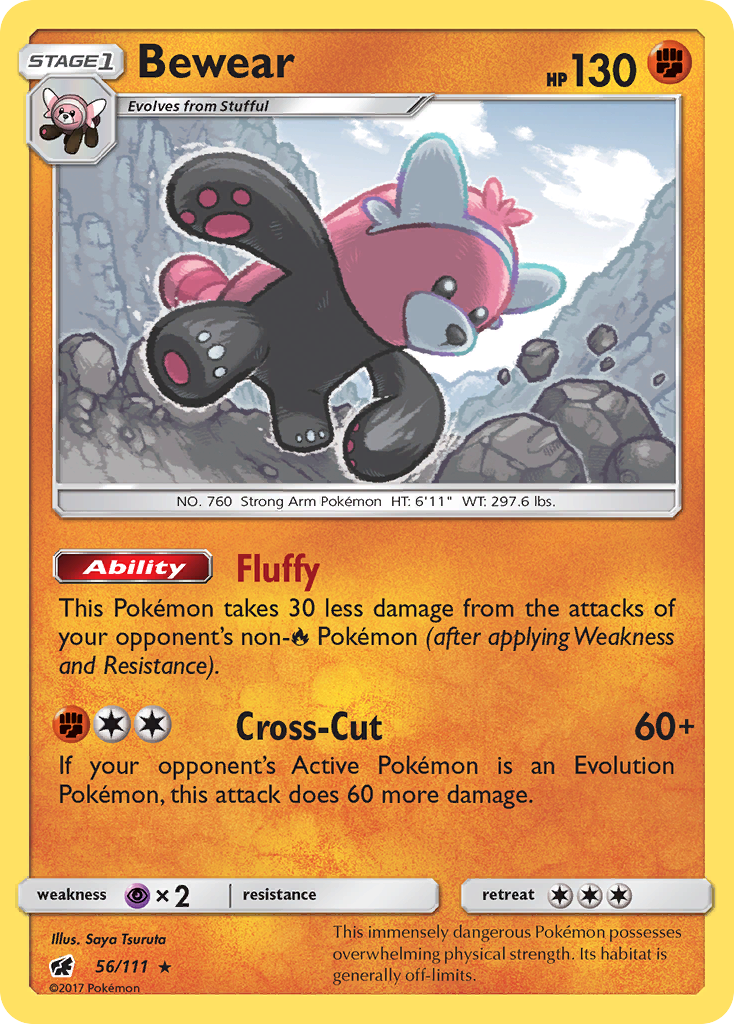 STAGE1
Bewear
HP 130
Evolves from Stufful
NO. 760 Strong Arm Pokémon HT: 6'11" WT: 297.6 lbs.
Ability Fluffy
This Pokémon takes 30 less damage from the attacks of
your opponent's non- Pokémon (after applying Weakness
and Resistance).
Cross-Cut 60+
If your opponent's Active Pokémon is an Evolution
Pokémon, this attack does 60 more damage.
weakness ×2 resistance retreat
Illus. Saya Tsuruta
56/111 ★
©2017 Pokémon
This immensely dangerous Pokémon possesses
overwhelming physical strength. Its habitat is
generally off-limits.